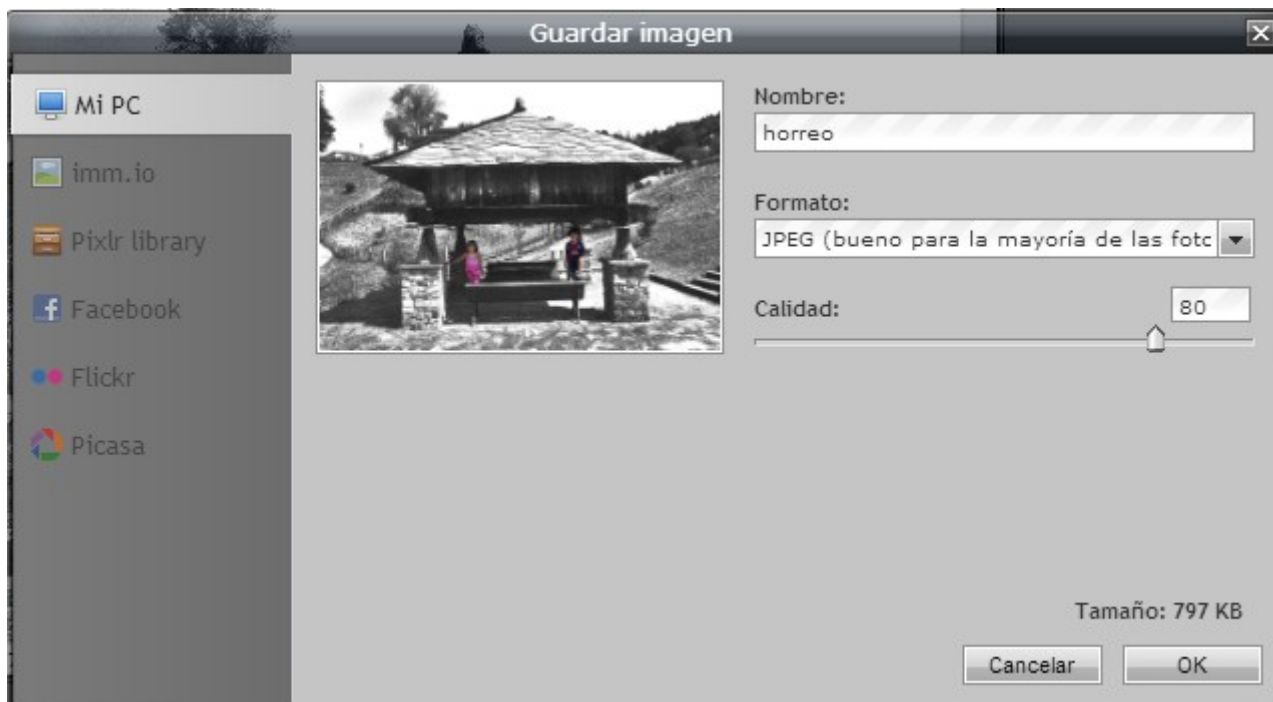 Guardar imagen
Mi PC
imm.io
Pixlr library
Facebook
Flickr
Picasa
Nombre:
horreo
Formato:
JPEG (bueno para la mayoría de las fotc
Calidad:
80
Tamaño: 797 KB
Cancelar
OK